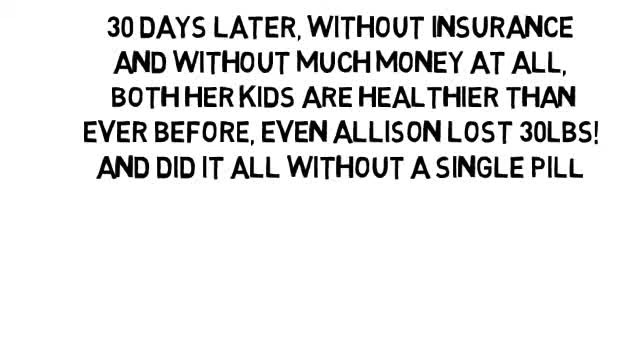 30 DAYS LATER, WITHOUT INSURANCE
AND WITHOUT MUCH MONEY AT ALL,
BOTH HER KIDS ARE HEALTHIER THAN
EVER BEFORE, EVEN ALLISON LOST 30LBS!
AND DID IT ALL WITHOUT A SINGLE PILL